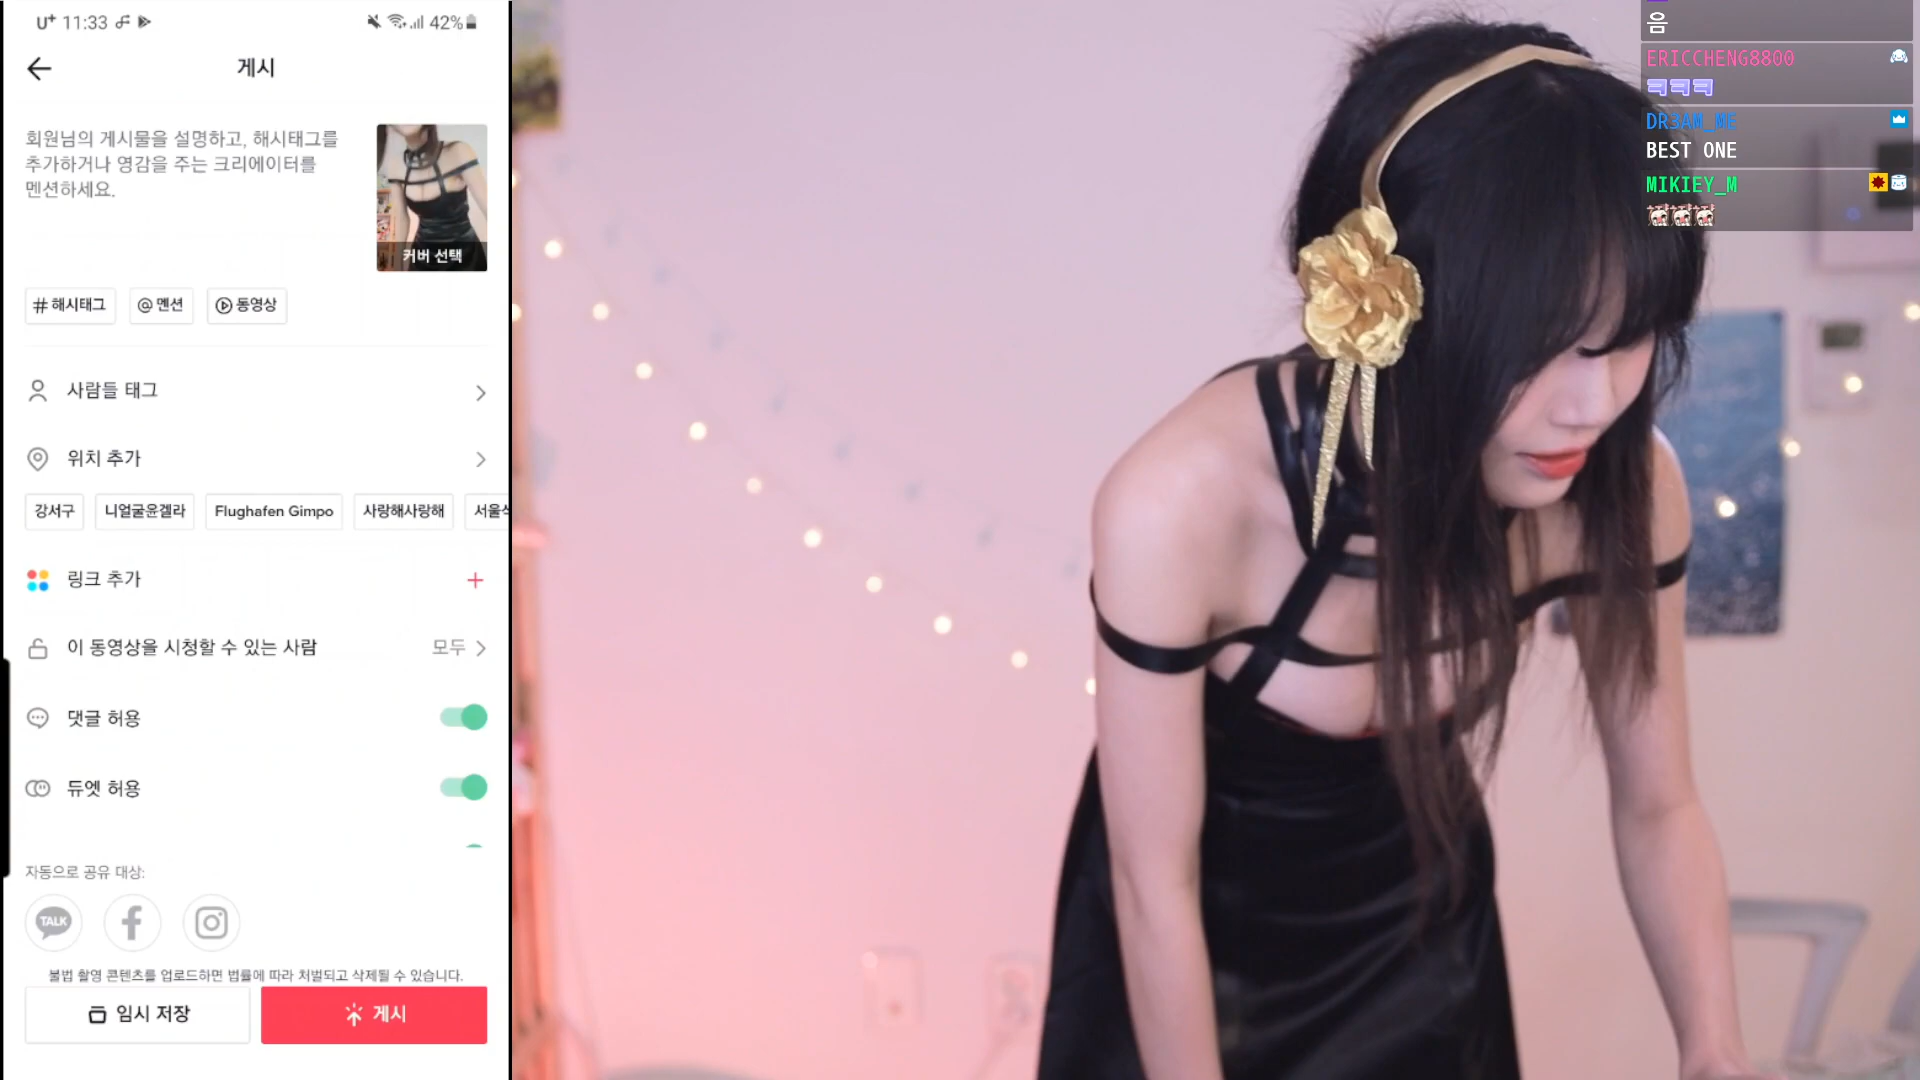 U+ 11:33
42%
게시
회원님의 게시물을 설명하고, 해시태그를
추가하거나 영감을 주는 크리에이터를
멘션하세요.
커버 선택
# 해시태그
@ 멘션
동영상
사람들 태그
위치 추가
강서구
니얼굴윤겔라
Flughafen Gimpo
사랑해사랑해
링크 추가
이 동영상을 시청할 수 있는 사람
모두
댓글 허용
듀엣 허용
자동으로 공유 대상:
TALK
불법 촬영 콘텐츠를 업로드하면 법률에 따라 처벌되고 삭제될 수 있습니다.
임시 저장
게시
음
ERICCHENG8800
ㅋㅋㅋ
DR3AM_ME
BEST ONE
MIKIEY_M